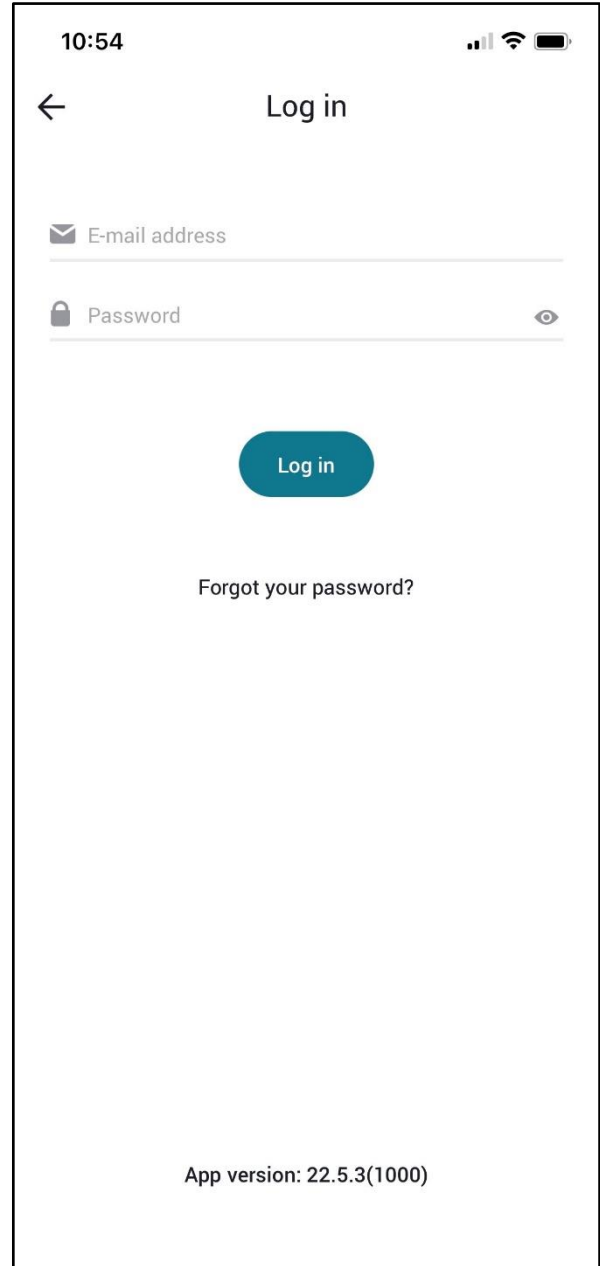 10:54
Log in
E-mail address
Password
Log in
Forgot your password?
App version: 22.5.3(1000)